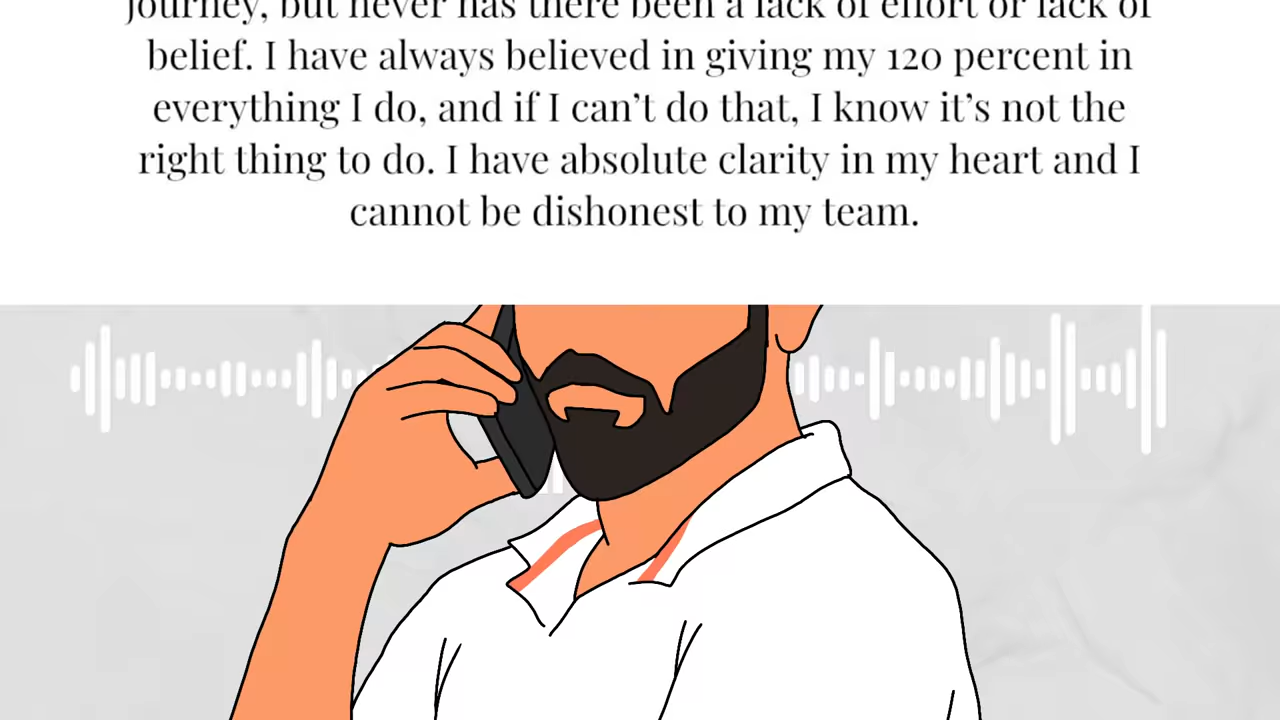 journey, but never has there been a lack of effort or lack of
belief. I have always believed in giving my 120 percent in
everything I do, and if I can’t do that, I know it’s not the
right thing to do. I have absolute clarity in my heart and I
cannot be dishonest to my team.